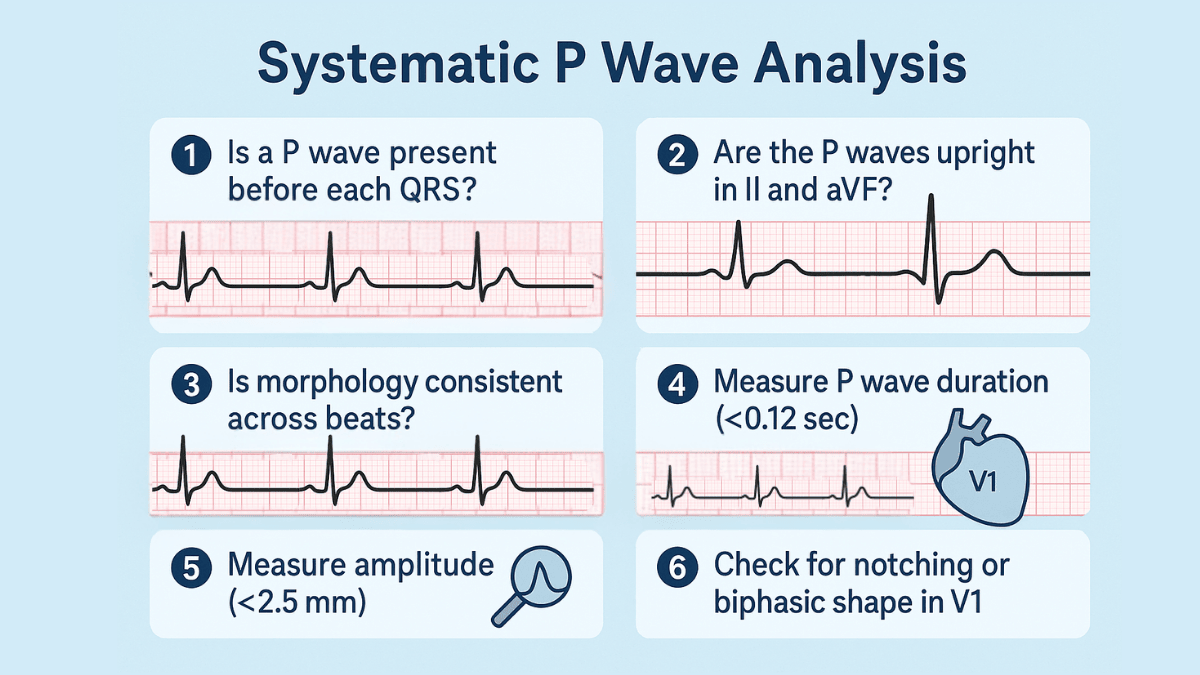 Systematic P Wave Analysis
1 Is a P wave present
before each QRS?
2 Are the P waves upright
in II and aVF?
3 Is morphology consistent
across beats?
4 Measure P wave duration
(<0.12 sec)
V1
5 Measure amplitude
(<2.5 mm)
6 Check for notching or
biphasic shape in V1